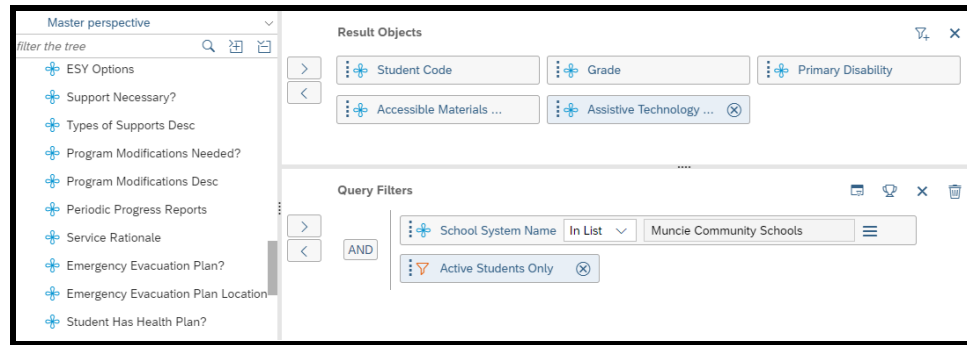 Master perspective
filter the tree
ESY Options
Support Necessary?
Types of Supports Desc
Program Modifications Needed?
Program Modifications Desc
Periodic Progress Reports
Service Rationale
Emergency Evacuation Plan?
Emergency Evacuation Plan Location
Student Has Health Plan?
Result Objects
Student Code
Grade
Primary Disability
Accessible Materials ...
Assistive Technology ...
Query Filters
AND
School System Name In List Muncie Community Schools
Active Students Only